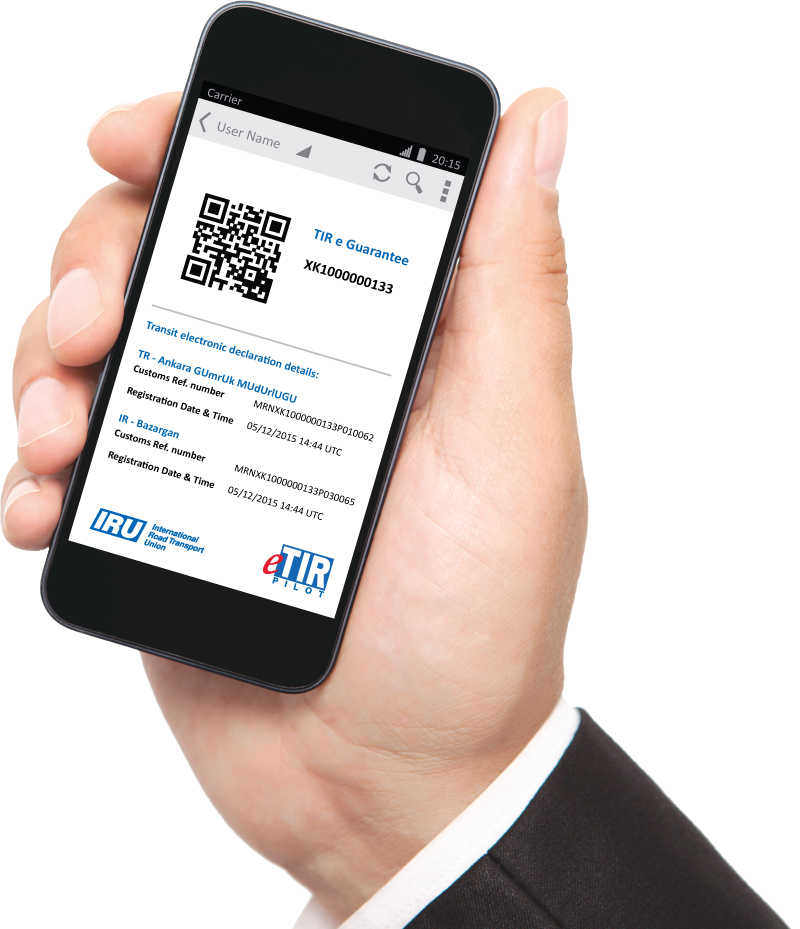 Carrier
20:15
User Name
TIR e Guarantee
XK1000000133
Transit electronic declaration details:
TR - Ankara GUmrUk MUdUrlUGU
Customs Ref. number MRNXK1000000133P010062
Registration Date & Time 05/12/2015 14:44 UTC
IR - Bazargan
Customs Ref. number MRNXK1000000133P030065
Registration Date & Time 05/12/2015 14:44 UTC
IRU International
Road Transport
Union
eTIR
PILOT